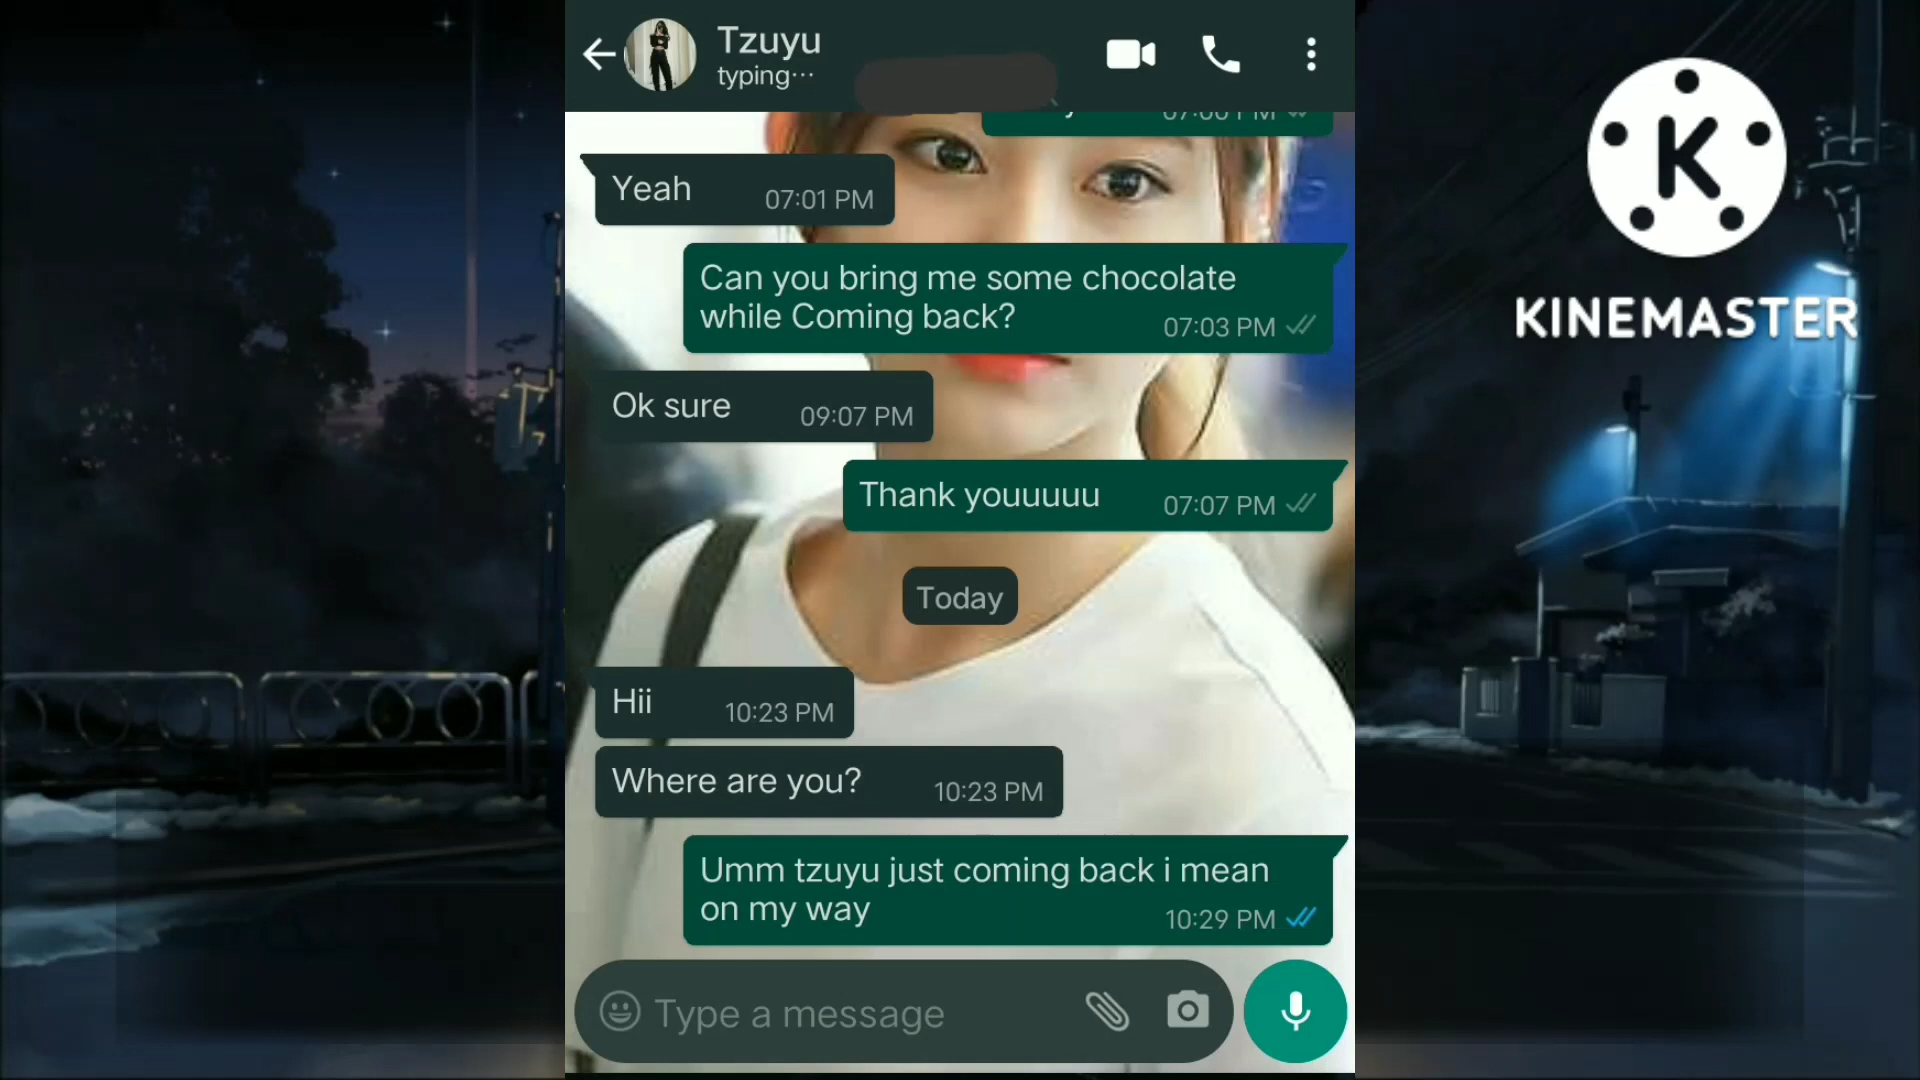 Tzuyu
typing...
Yeah
07:01 PM
Can you bring me some chocolate
while Coming back?
07:03 PM
Ok sure
09:07 PM
Thank youuuuu
07:07 PM
Today
Hii
10:23 PM
Where are you?
10:23 PM
Umm tzuyu just coming back i mean
on my way
10:29 PM
Type a message
K
KINEMASTER